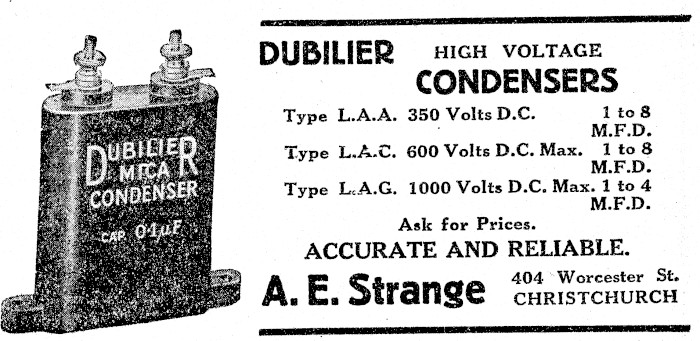 DUBILIER
MICA
CONDENSER
CAP. 01µF
DUBILIER HIGH VOLTAGE
CONDENSERS
Type L.A.A. 350 Volts D.C. 1 to 8
M.F.D.
Type L.A.C. 600 Volts D.C. Max. 1 to 8
M.F.D.
Type L.A.G. 1000 Volts D.C. Max. 1 to 4
M.F.D.
Ask for Prices.
ACCURATE AND RELIABLE.
A. E. Strange 404 Worcester St.
CHRISTCHURCH